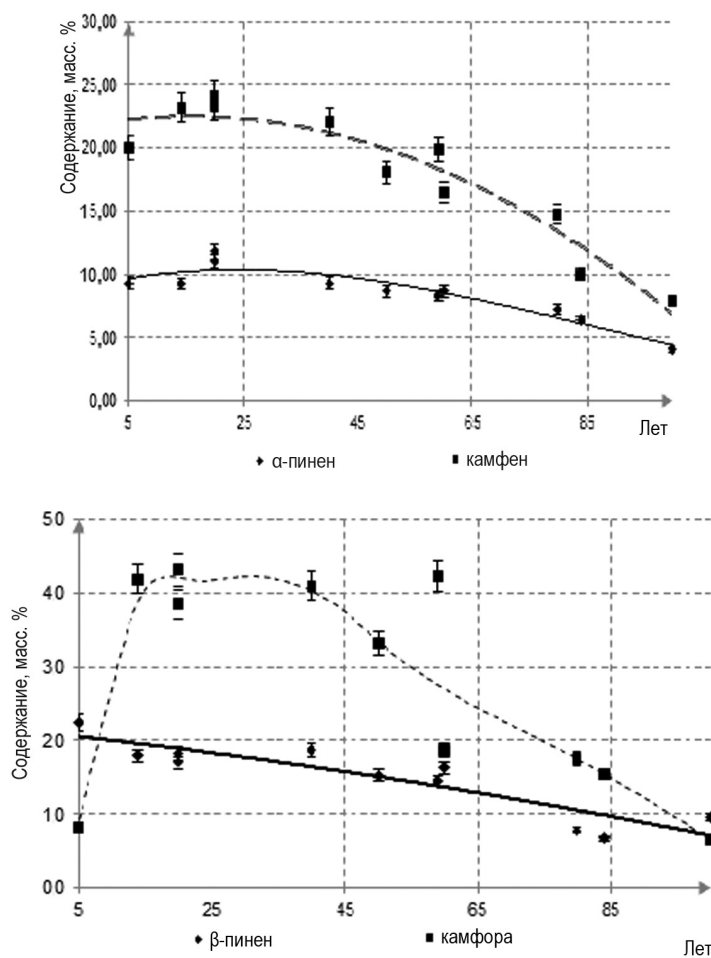 30,00
25,00
20,00
15,00
10,00
5,00
0,00
Содержание, масс. %
5 25 45 65 85
Лет
α-пинен камфен
50
40
30
20
10
00
Содержание, масс. %
5 25 45 65 85
β-пинен камфора
Лет